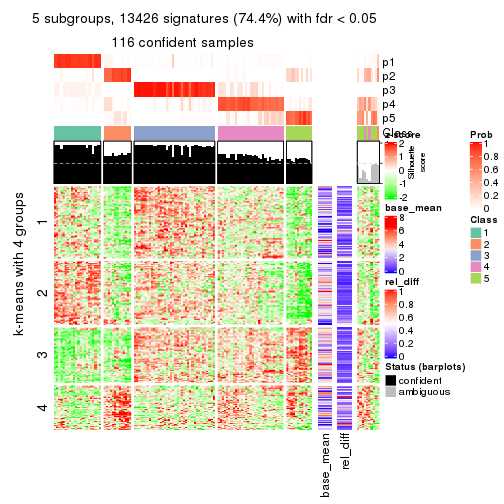 5 subgroups, 13426 signatures (74.4%) with fdr < 0.05
116 confident samples
p1
p2
p3
p4
p5
Class
z-score
2
1
0
-1
-2
Silhouette
score
Prob
1
0.8
0.6
0.4
0.2
0
base_mean
8
6
4
2
0
Class
1
2
3
4
5
rel_diff
1
0.8
0.6
0.4
0.2
0
Status (barplots)
confident
ambiguous
k-means with 4 groups
1
2
3
4
base_mean
rel_diff